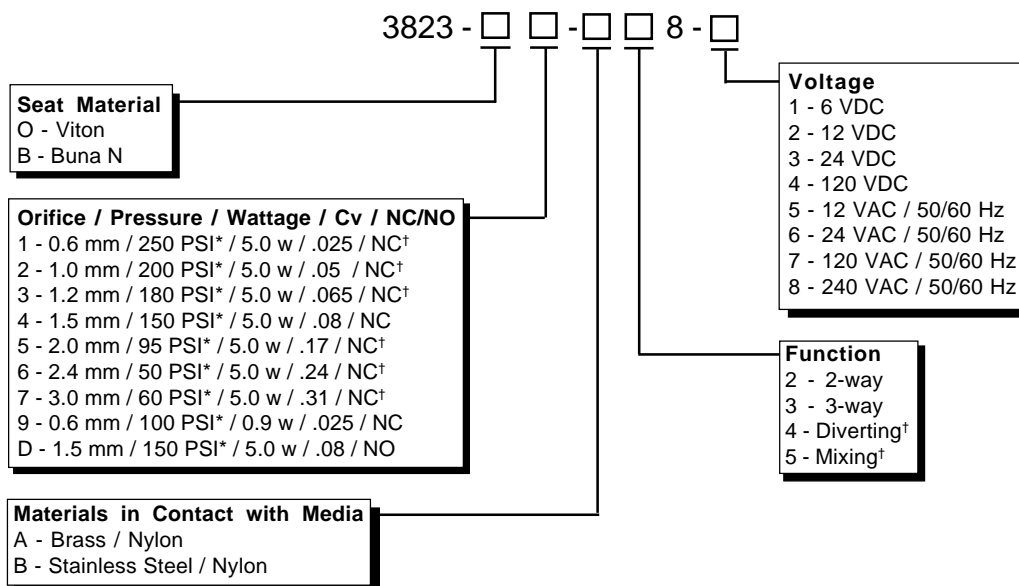 3823 - □ □ - □ □ 8 - □
Seat Material
O - Viton
B - Buna N
Orifice / Pressure / Wattage / Cv / NC/NO
1 - 0.6 mm / 250 PSI* / 5.0 w / .025 / NC†
2 - 1.0 mm / 200 PSI* / 5.0 w / .05 / NC†
3 - 1.2 mm / 180 PSI* / 5.0 w / .065 / NC†
4 - 1.5 mm / 150 PSI* / 5.0 w / .08 / NC
5 - 2.0 mm / 95 PSI* / 5.0 w / .17 / NC†
6 - 2.4 mm / 50 PSI* / 5.0 w / .24 / NC†
7 - 3.0 mm / 60 PSI* / 5.0 w / .31 / NC†
9 - 0.6 mm / 100 PSI* / 0.9 w / .025 / NC
D - 1.5 mm / 150 PSI* / 5.0 w / .08 / NO
Materials in Contact with Media
A - Brass / Nylon
B - Stainless Steel / Nylon
Voltage
1 - 6 VDC
2 - 12 VDC
3 - 24 VDC
4 - 120 VDC
5 - 12 VAC / 50/60 Hz
6 - 24 VAC / 50/60 Hz
7 - 120 VAC / 50/60 Hz
8 - 240 VAC / 50/60 Hz
Function
2 - 2-way
3 - 3-way
4 - Diverting†
5 - Mixing†